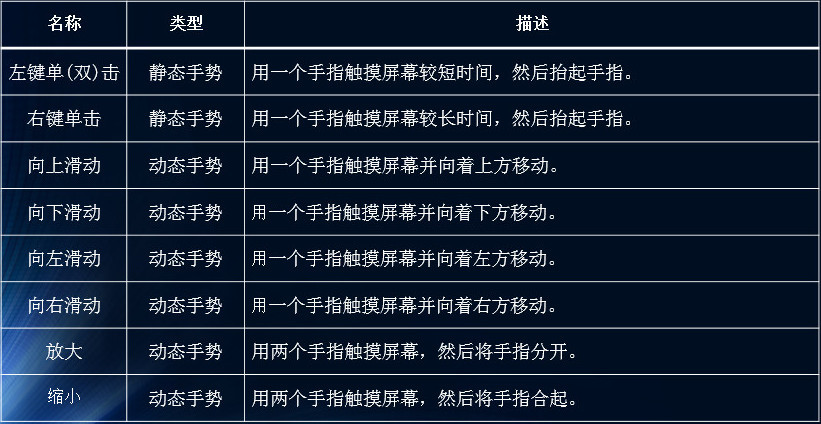 名称 类型 描述
左键单(双)击 静态手势 用一个手指触摸屏幕较短时间，然后抬起手指。
右键单击 静态手势 用一个手指触摸屏幕较长时间，然后抬起手指。
向上滑动 动态手势 用一个手指触摸屏幕并向着上方移动。
向下滑动 动态手势 用一个手指触摸屏幕并向着下方移动。
向左滑动 动态手势 用一个手指触摸屏幕并向着左方移动。
向右滑动 动态手势 用一个手指触摸屏幕并向着右方移动。
放大 动态手势 用两个手指触摸屏幕，然后将手指分开。
缩小 动态手势 用两个手指触摸屏幕，然后将手指合起。